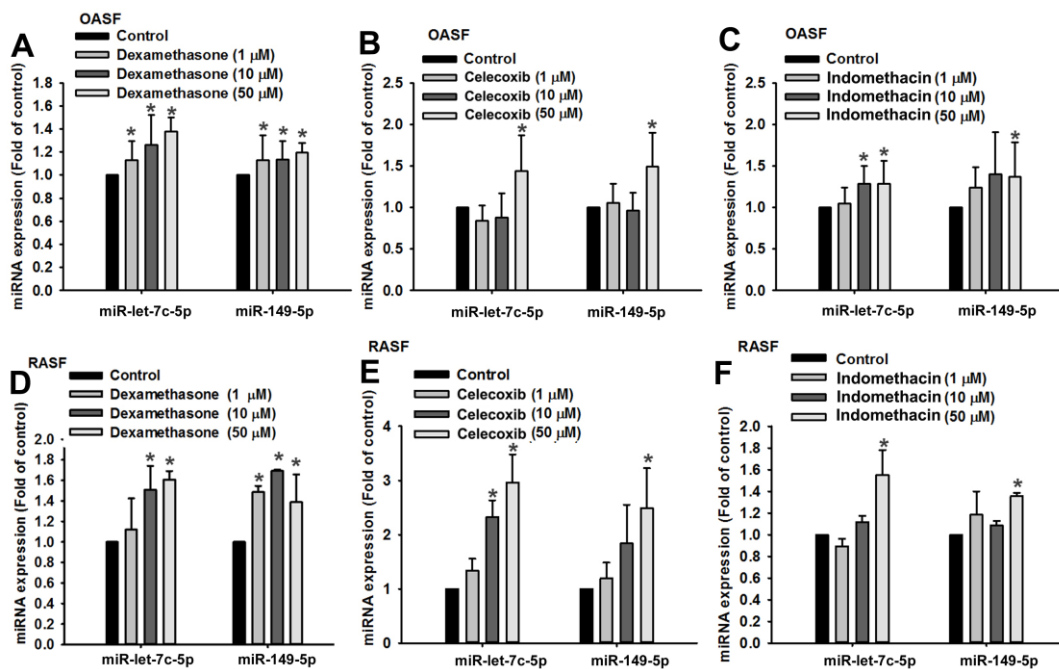 A
OASF
Control
Dexamethasone (1 μM)
Dexamethasone (10 μM)
Dexamethasone (50 μM)
miRNA expression (Fold of control)
1.8
1.6
1.4
1.2
1.0
0.8
0.6
0.4
0.2
0.0
* * *
* * *
miR-let-7c-5p
miR-149-5p
B
OASF
Control
Celecoxib (1 μM)
Celecoxib (10 μM)
Celecoxib (50 μM)
miRNA expression (Fold of control)
2.5
2.0
1.5
1.0
0.5
0.0
*
*
miR-let-7c-5p
miR-149-5p
C
OASF
Control
Indomethacin (1 μM)
Indomethacin (10 μM)
Indomethacin (50 μM)
miRNA expression (Fold of control)
2.5
2.0
1.5
1.0
0.5
0.0
* *
*
miR-let-7c-5p
miR-149-5p
D
RASF
Control
Dexamethasone (1 μM)
Dexamethasone (10 μM)
Dexamethasone (50 μM)
miRNA expression (Fold of control)
2.0
1.8
1.6
1.4
1.2
1.0
0.8
0.6
0.4
0.2
0.0
* *
* * *
miR-let-7c-5p
miR-149-5p
E
RASF
Control
Celecoxib (1 μM)
Celecoxib (10 μM)
Celecoxib (50 μM)
miRNA expression (Fold of control)
4
3
2
1
0
* *
*
miR-let-7c-5p
miR-149-5p
F
RASF
Control
Indomethacin (1 μM)
Indomethacin (10 μM)
Indomethacin (50 μM)
miRNA expression (Fold of control)
2.0
1.8
1.6
1.4
1.2
1.0
0.8
0.6
0.4
0.2
0.0
*
*
miR-let-7c-5p
miR-149-5p